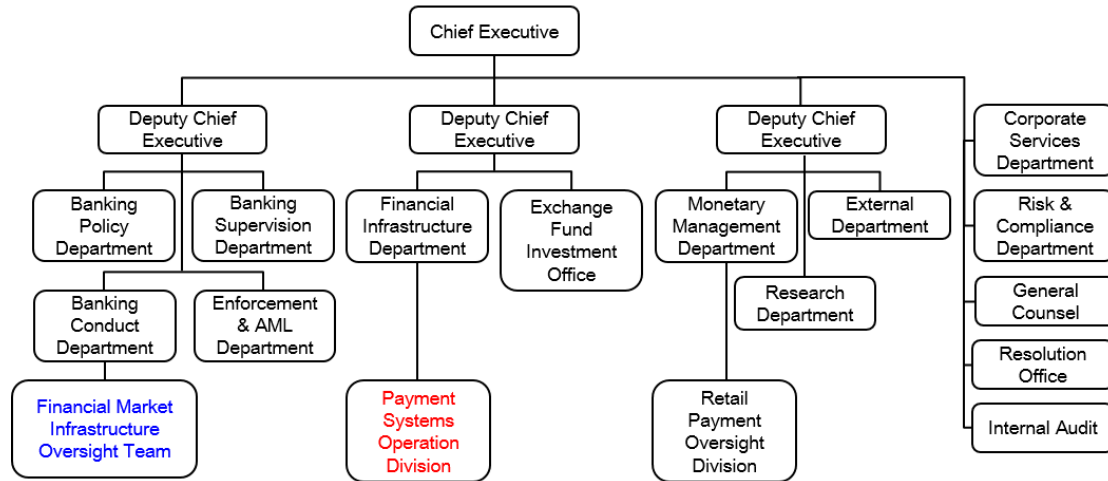 Chief Executive
Deputy Chief
Executive
Deputy Chief
Executive
Deputy Chief
Executive
Corporate
Services
Department
Banking
Policy
Department
Banking
Supervision
Department
Financial
Infrastructure
Department
Exchange
Fund
Investment
Office
Monetary
Management
Department
External
Department
Risk &
Compliance
Department
Banking
Conduct
Department
Enforcement
& AML
Department
Research
Department
General
Counsel
Resolution
Office
Financial Market
Infrastructure
Oversight Team
Payment
Systems
Operation
Division
Retail
Payment
Oversight
Division
Internal Audit